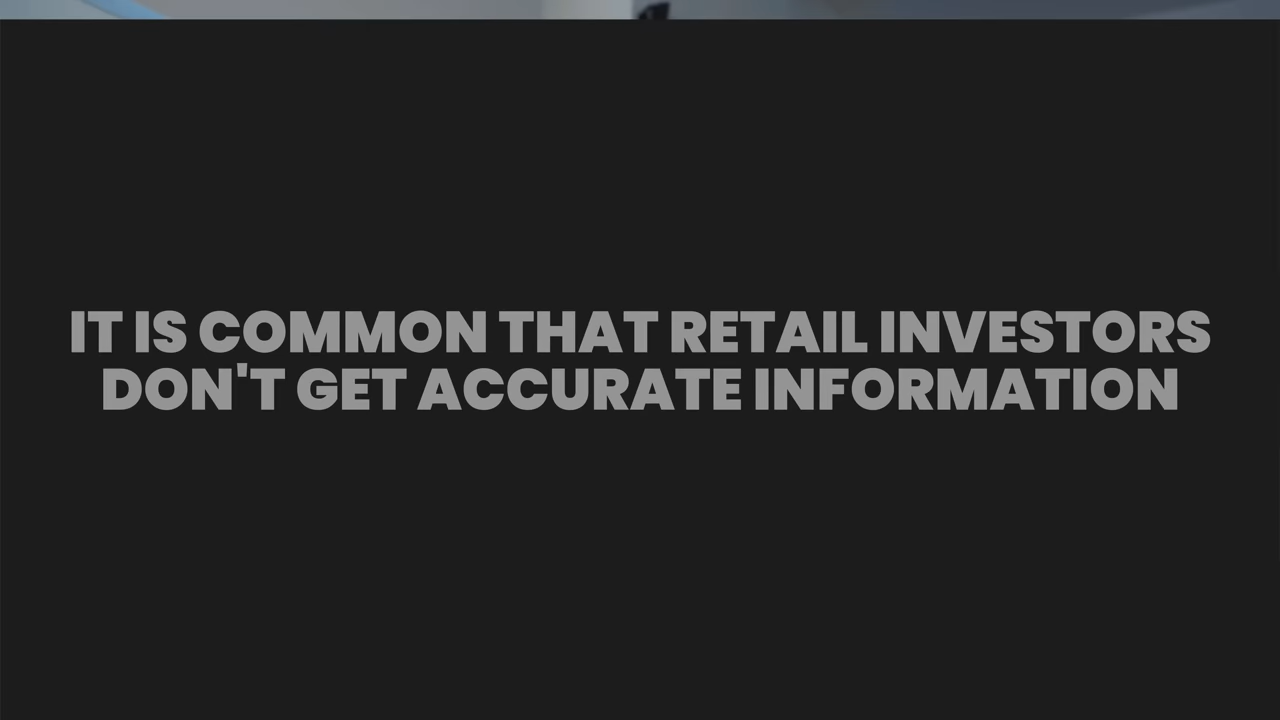 IT IS COMMON THAT RETAIL INVESTORS
DON'T GET ACCURATE INFORMATION